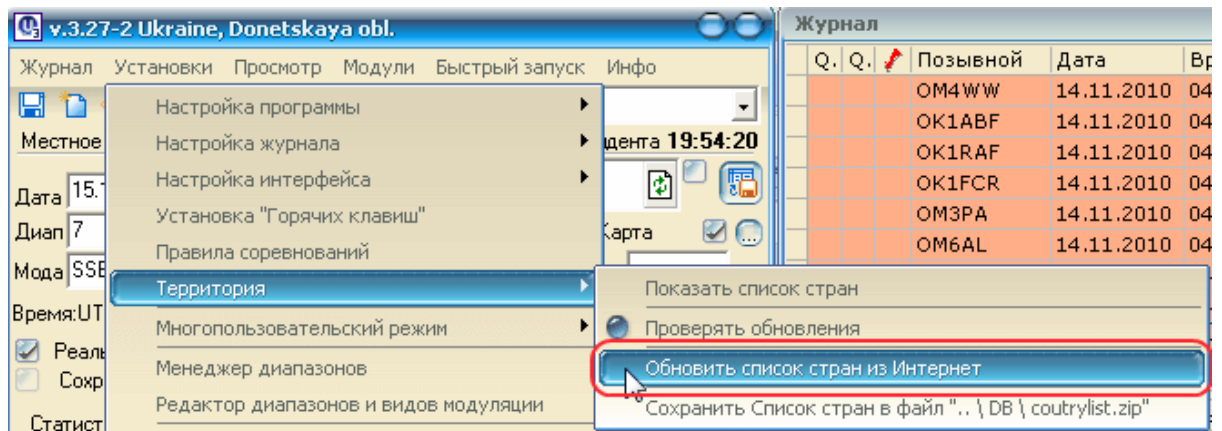 v.3.27-2 Ukraine, Donetskaya obl.
Журнал Установки Просмотр Модули Быстрый запуск Инфо
Местное
19:54:20
Дата 15.
Диап 7
Карта
Мода SSB
Время:UT
Реаль
Сохр
Статист
Настройка программы
Настройка журнала
Настройка интерфейса
Установка "Горячих клавиш"
Правила соревнований
Территория
Многопользовательский режим
Менеджер диапазонов
Редактор диапазонов и видов модуляции
Показать список стран
Проверять обновления
Обновить список стран из Интернет
Сохранить Список стран в файл ".. \ DB \ coutrylist.zip"
Журнал
Q. Q. Позывной Дата Вр
OM4WW 14.11.2010 04
OK1ABF 14.11.2010 04
OK1RAF 14.11.2010 04
OK1FCR 14.11.2010 04
OM3PA 14.11.2010 04
OM6AL 14.11.2010 04